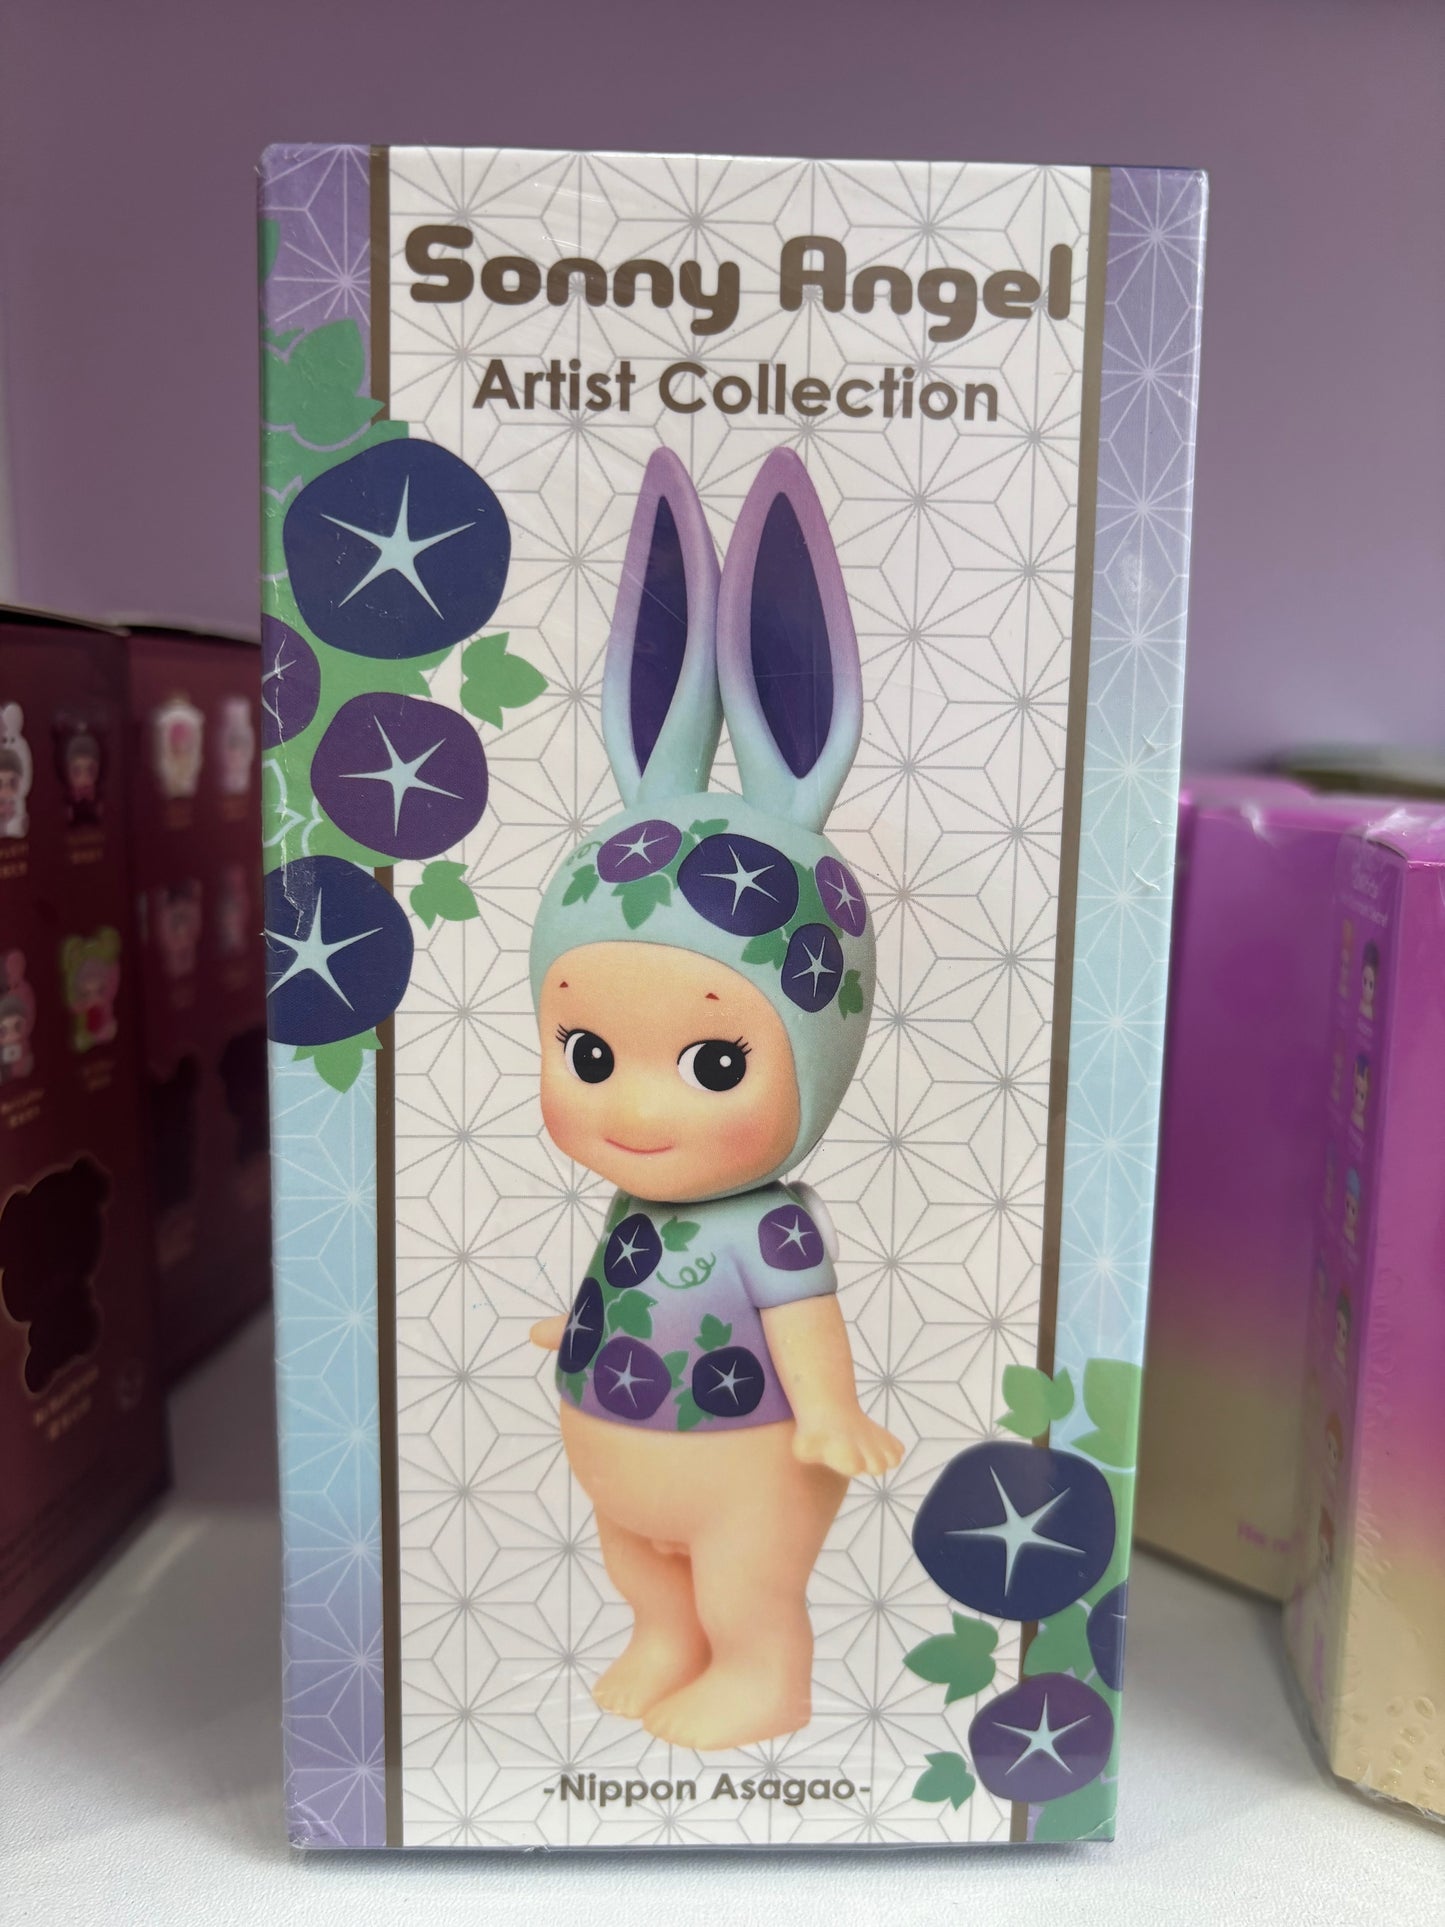 Sonny Angel
Artist Collection
-Nippon Asagao-